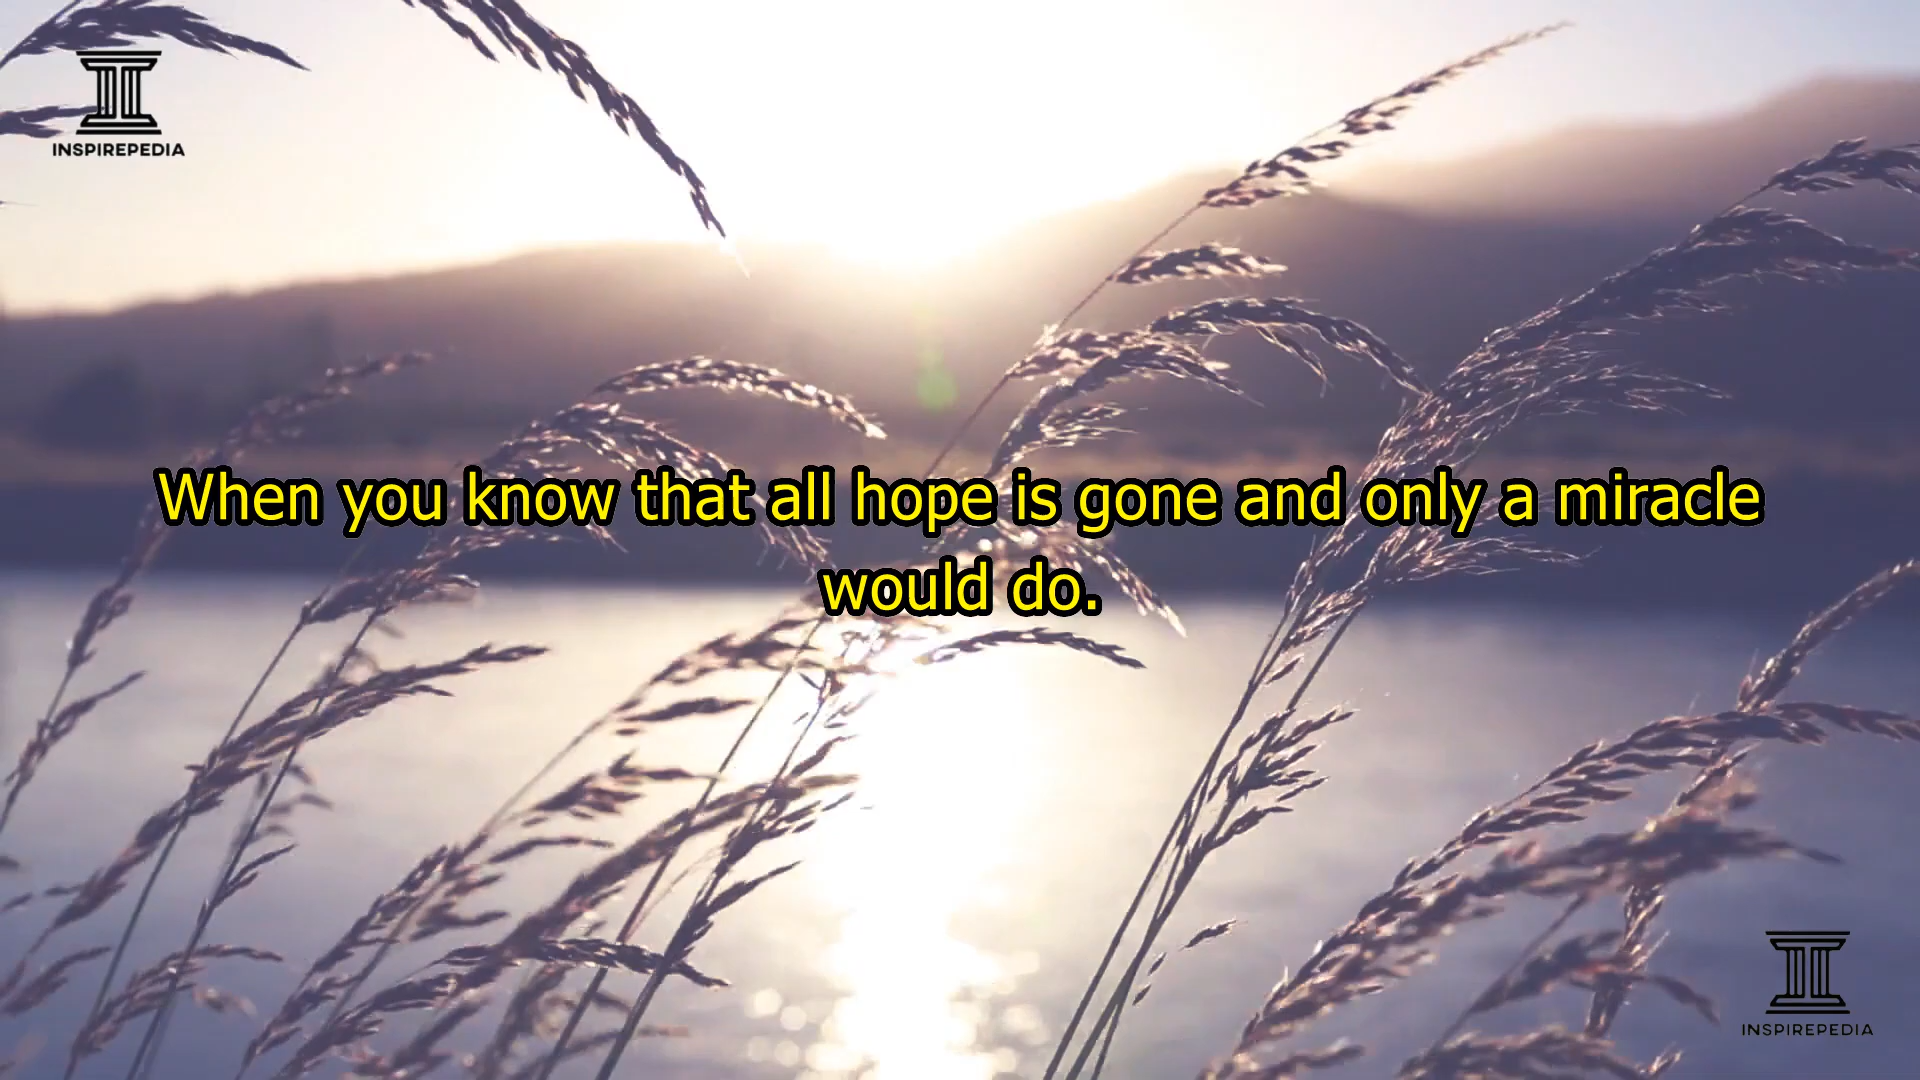 INSPIREPEDIA
When you know that all hope is gone and only a miracle
would do.
INSPIREPEDIA